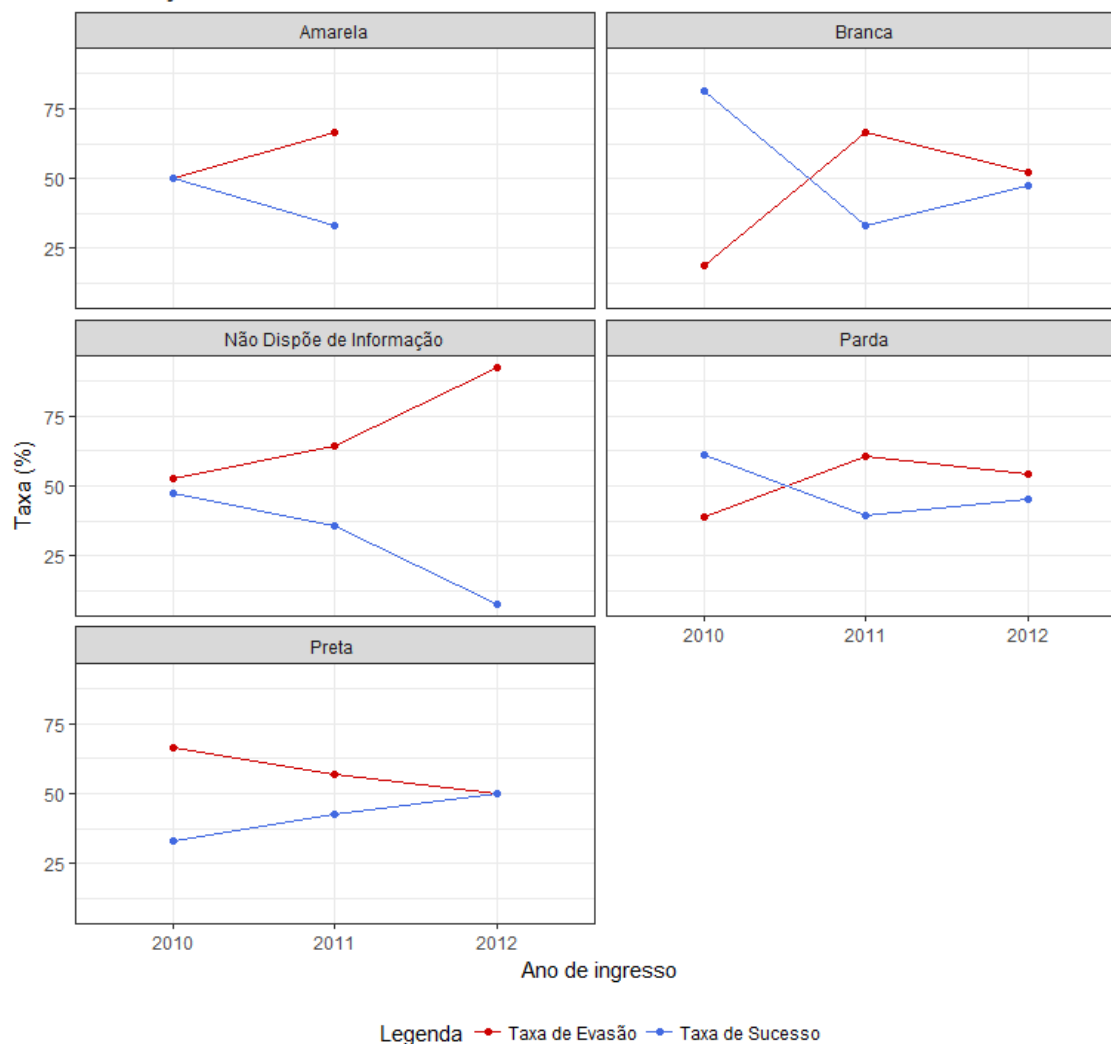 Amarela
Branca
75
50
25
Não Dispõe de Informação
Parda
75
50
25
Taxa (%)
2010 2011 2012
Preta
75
50
25
2010 2011 2012
Ano de ingresso
Legenda Taxa de Evasão Taxa de Sucesso